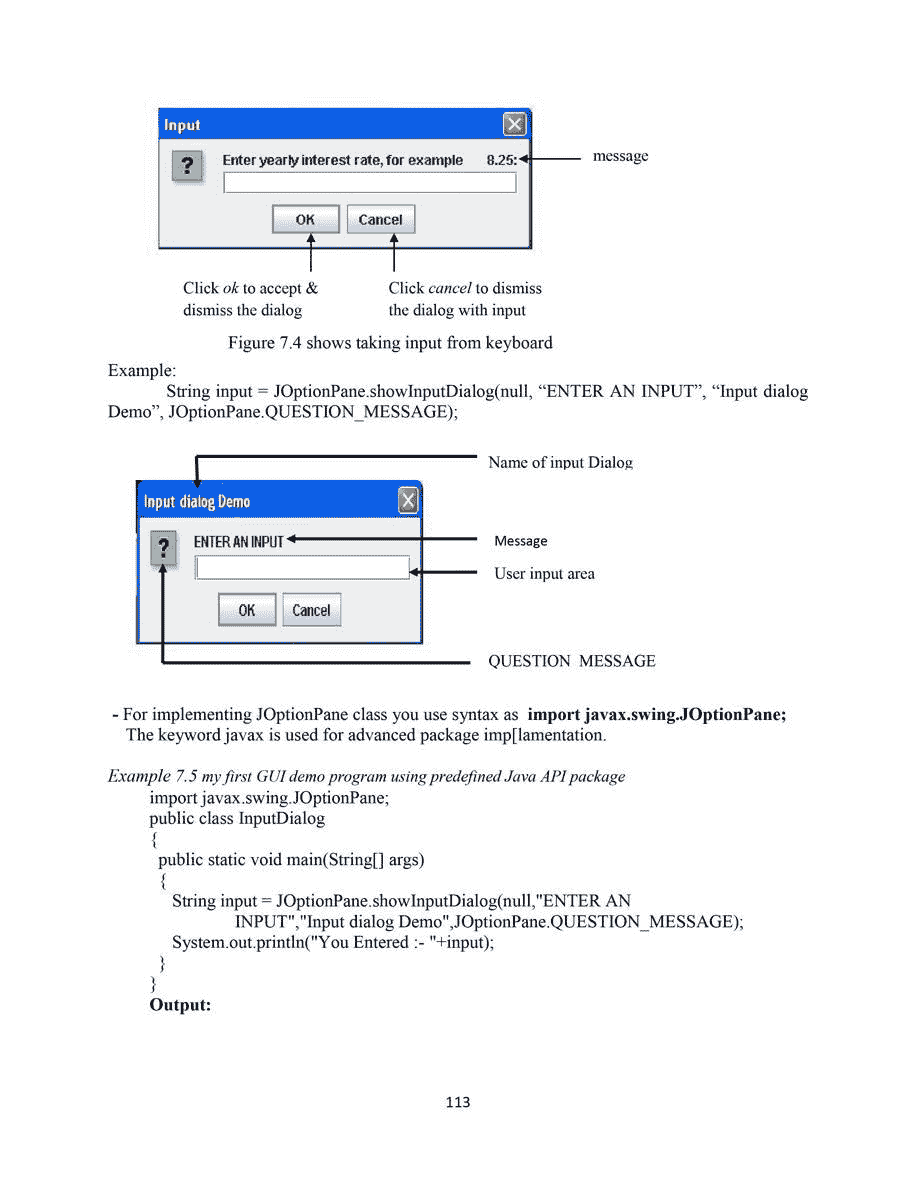 Input
Enter yearly interest rate, for example 8.25:
message
?
OK Cancel
Click ok to accept & Click cancel to dismiss
dismiss the dialog the dialog with input
Figure 7.4 shows taking input from keyboard
Example:
String input = JOptionPane.showInputDialog(null, “ENTER AN INPUT”, “Input dialog
Demo”, JOptionPane.QUESTION_MESSAGE);
Name of input Dialog
Input dialog Demo
? ENTER AN INPUT Message
User input area
OK Cancel
QUESTION MESSAGE
- For implementing JOptionPane class you use syntax as import javax.swing.JOptionPane;
The keyword javax is used for advanced package imp[lamentation.
Example 7.5 my first GUI demo program using predefined Java API package
import javax.swing.JOptionPane;
public class InputDialog
{
public static void main(String[] args)
{
String input = JOptionPane.showInputDialog(null,"ENTER AN
INPUT","Input dialog Demo",JOptionPane.QUESTION_MESSAGE);
System.out.println("You Entered :- "+input);
}
}
Output:
113